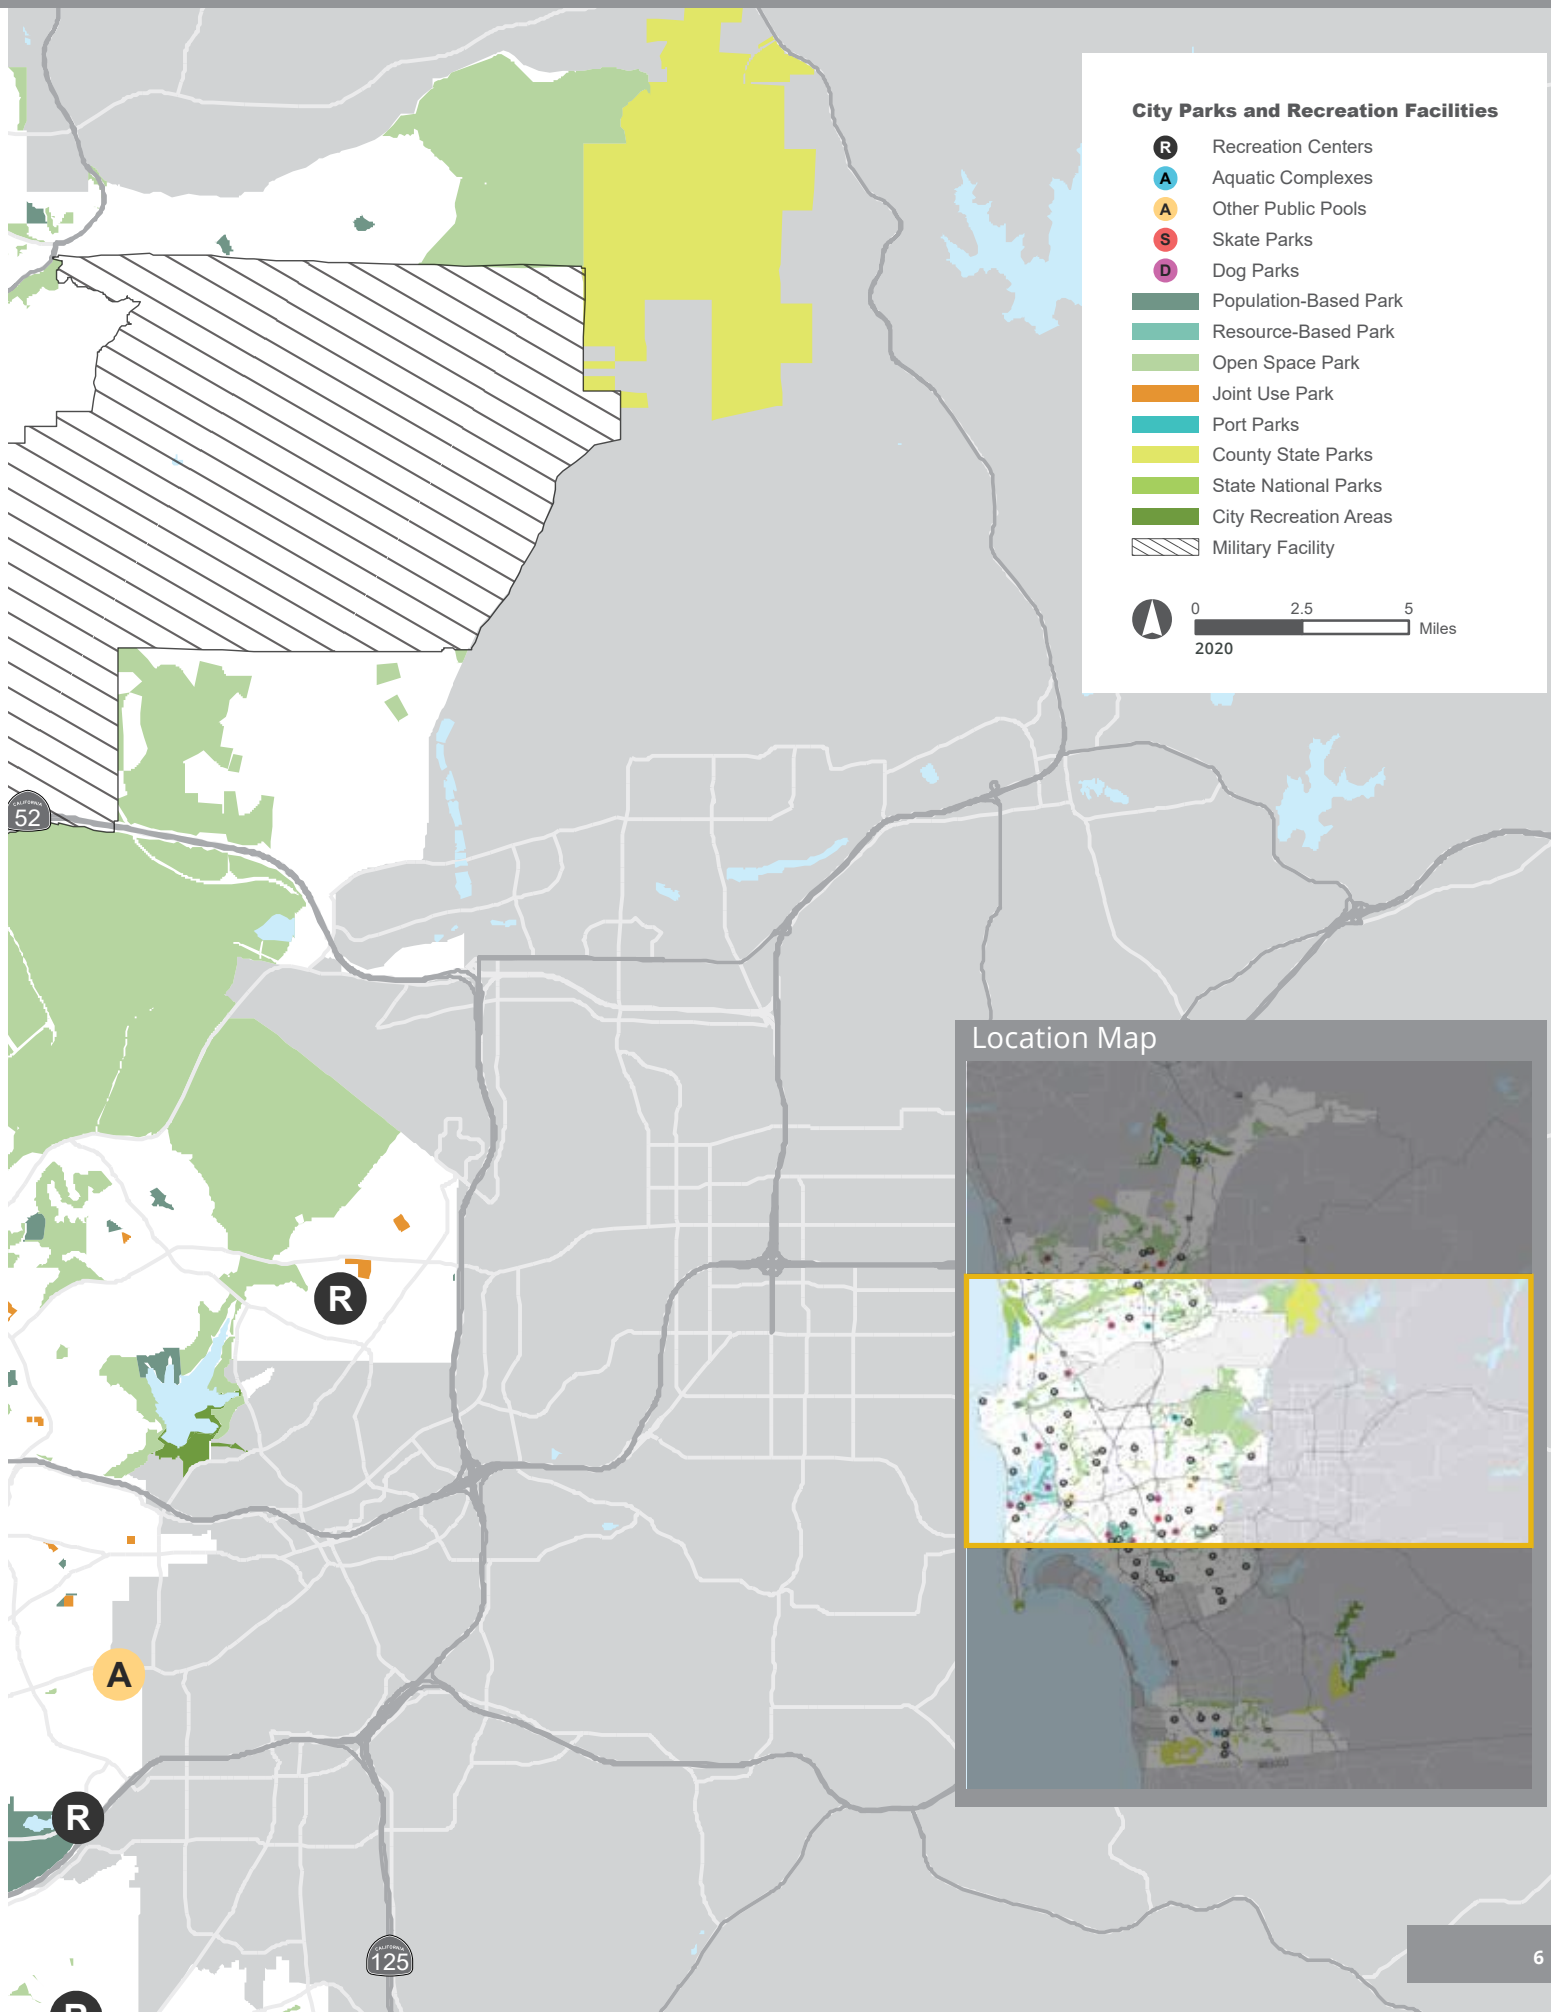 City Parks and Recreation Facilities
R Recreation Centers
A Aquatic Complexes
A Other Public Pools
S Skate Parks
D Dog Parks
Population-Based Park
Resource-Based Park
Open Space Park
Joint Use Park
Port Parks
County State Parks
State National Parks
City Recreation Areas
Military Facility
0 2.5 5
Miles
2020
CALIFORNIA
52
Location Map
R
A
R
CALIFORNIA
125
R
6